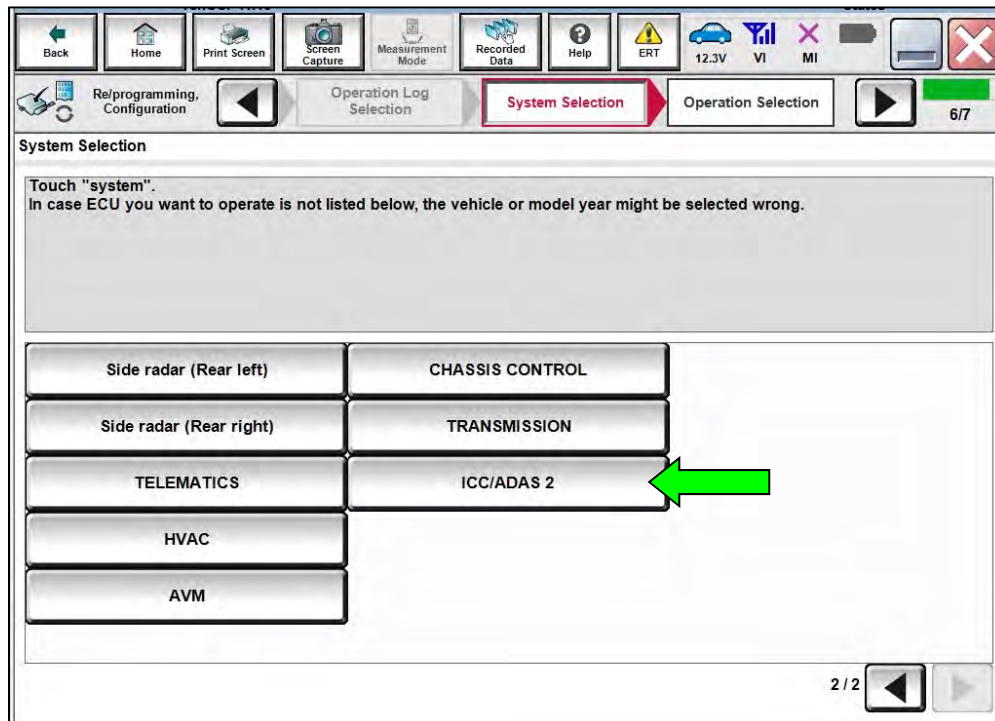 Back
Home
Print Screen
Screen
Capture
Measurement
Mode
Recorded
Data
Help
ERT
12.3V
VI
MI
Re/programming,
Configuration
Operation Log
Selection
System Selection
Operation Selection
6/7
System Selection
Touch "system".
In case ECU you want to operate is not listed below, the vehicle or model year might be selected wrong.
Side radar (Rear left)
CHASSIS CONTROL
Side radar (Rear right)
TRANSMISSION
TELEMATICS
ICC/ADAS 2
HVAC
AVM
2/2